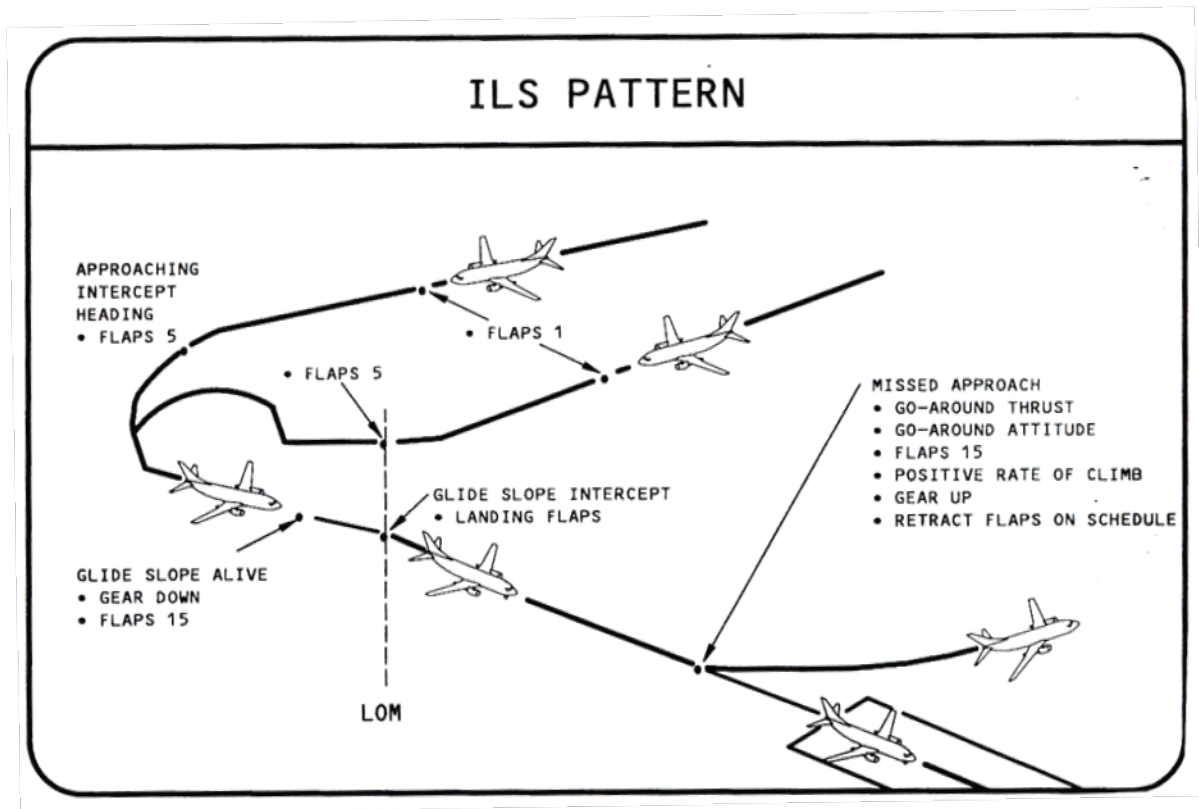 ILS PATTERN
APPROACHING
INTERCEPT
HEADING
• FLAPS 5
• FLAPS 1
• FLAPS 5
MISSED APPROACH
• GO-AROUND THRUST
• GO-AROUND ATTITUDE
• FLAPS 15
• POSITIVE RATE OF CLIMB
• GEAR UP
• RETRACT FLAPS ON SCHEDULE
GLIDE SLOPE INTERCEPT
• LANDING FLAPS
GLIDE SLOPE ALIVE
• GEAR DOWN
• FLAPS 15
LOM